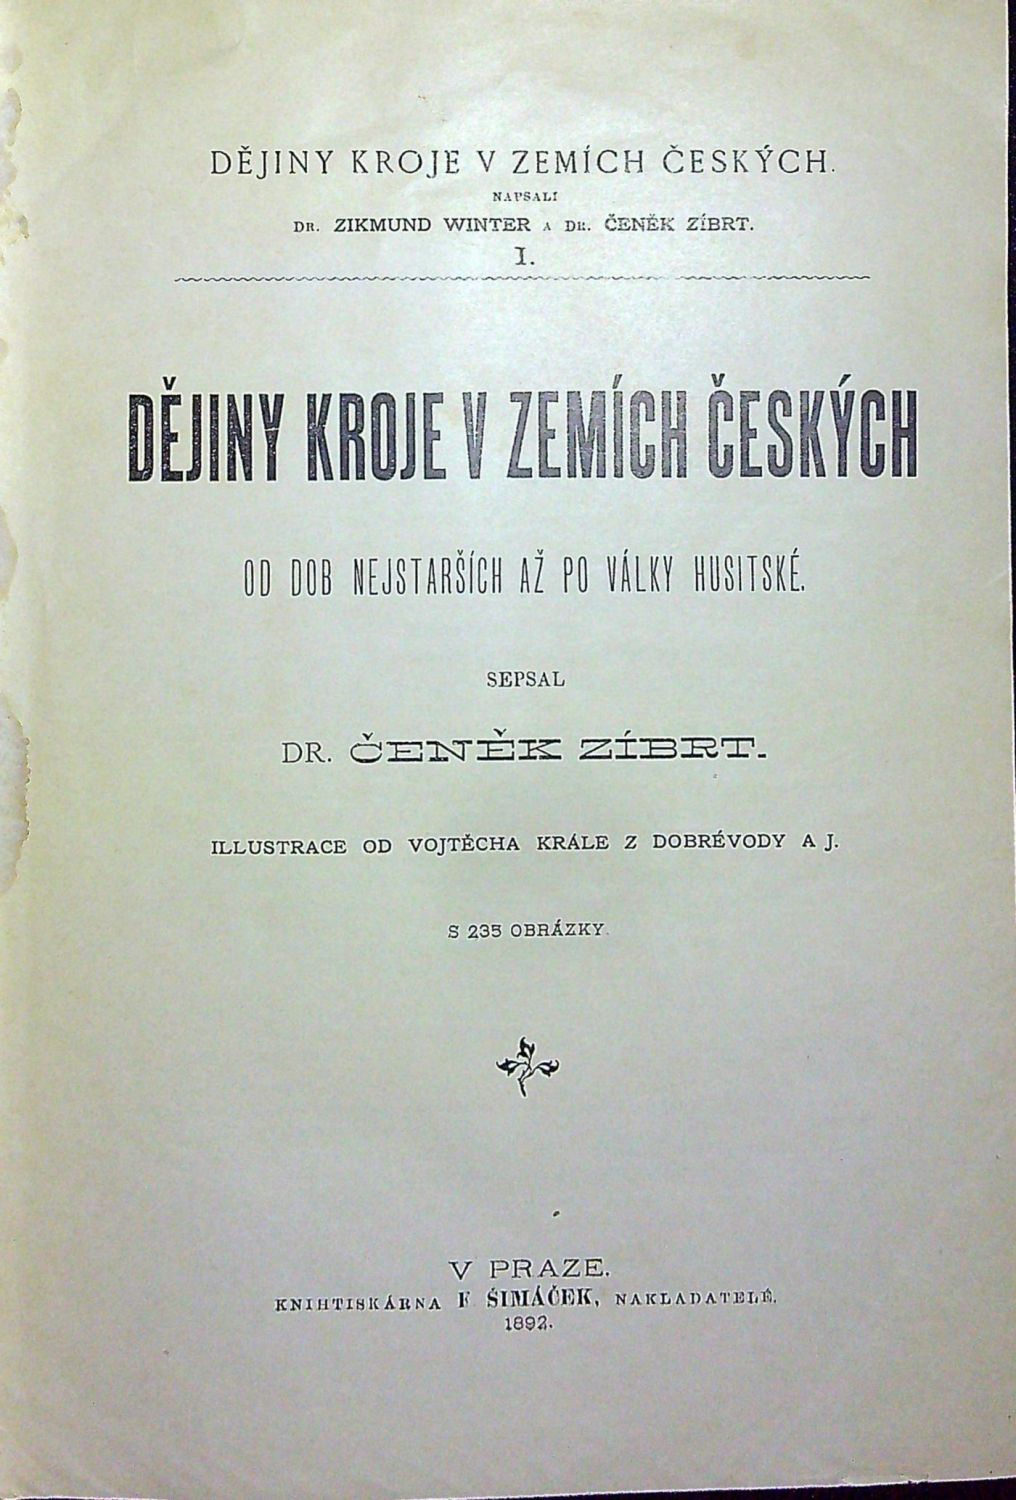 DĚJINY KROJE V ZEMÍCH ČESKÝCH.
NAPSALI
DR. ZIKMUND WINTER A DR. ČENĚK ZÍBRT.
I.
DĚJINY KROJE V ZEMÍCH ČESKÝCH
OD DOB NEJSTARŠÍCH AŽ PO VÁLKY HUSITSKÉ.
SEPSAL
DR. ČENĚK ZÍBRT.
ILLUSTRACE OD VOJTĚCHA KRÁLE Z DOBRÉVODY A J.
S 235 OBRÁZKY.
V PRAZE.
KNIHTISKÁRNA F ŠIMÁČEK, NAKLADATELÉ.
1892.